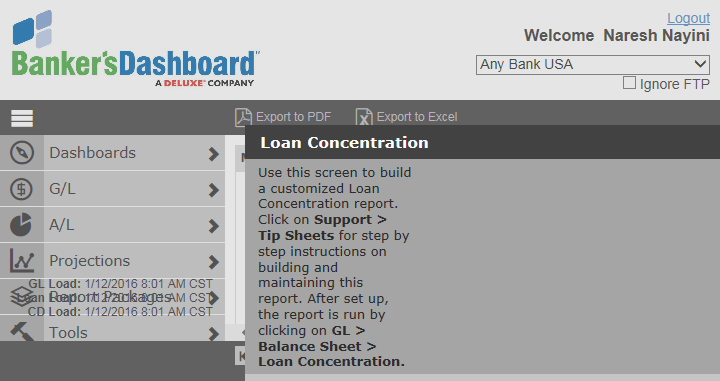 Logout
Banker'sDashboard™
A DELUXE® COMPANY
Welcome Naresh Nayini
Any Bank USA
Ignore FTP
Export to PDF
Export to Excel
Loan Concentration
Dashboards
G/L
A/L
Projections
GL Load: 1/12/2016 8:01 AM CST
Report Packages
Loan Load: 1/12/2016 8:01 AM CST
CD Load: 1/12/2016 8:01 AM CST
Tools
Use this screen to build
a customized Loan
Concentration report.
Click on Support >
Tip Sheets for step by
step instructions on
building and
maintaining this
report. After set up,
the report is run by
clicking on GL >
Balance Sheet >
Loan Concentration.